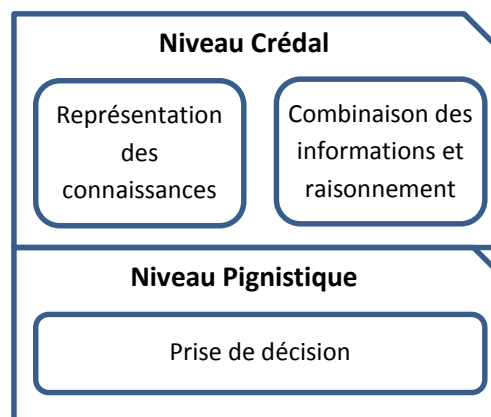 Niveau Crédal
Représentation
des
connaissances
Combinaison des
informations et
raisonnement
Niveau Pignistique
Prise de décision